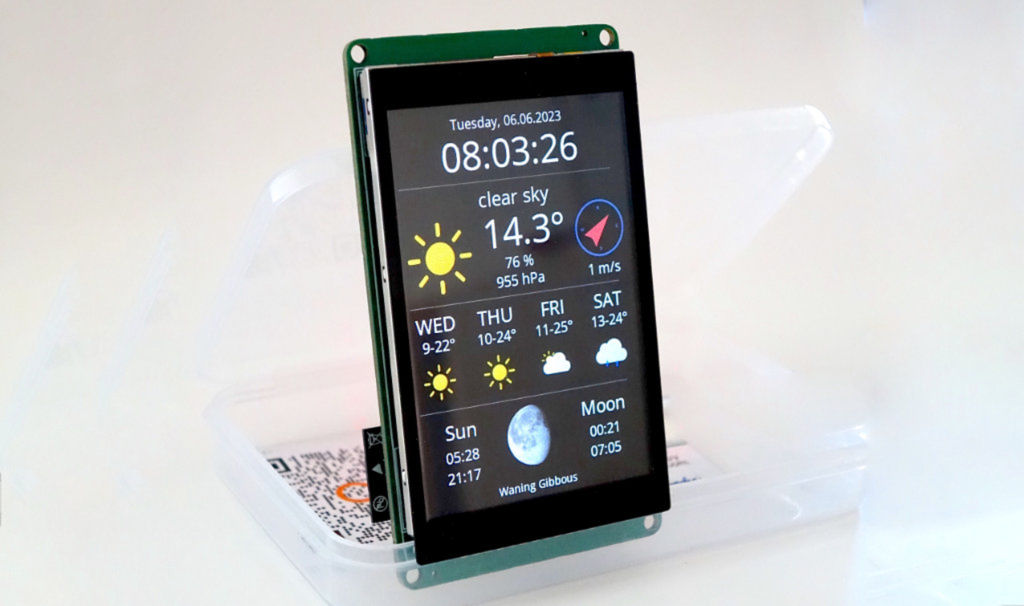 Tuesday, 06.06.2023
08:03:26
clear sky
14.3°
76 %
955 hPa
1 m/s
WED THU FRI SAT
9-22° 10-24° 11-25° 13-24°
Sun
05:28
21:17
Moon
00:21
07:05
Waning Gibbous